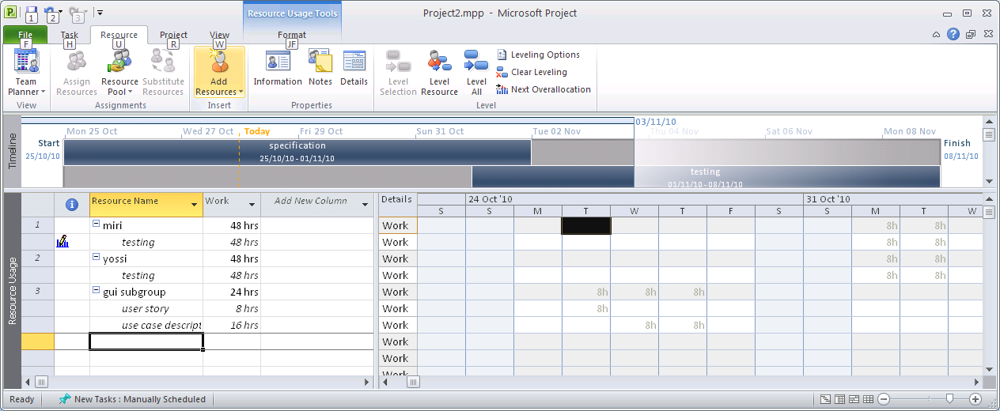 Project2.mpp - Microsoft Project
Resource Usage Tools
1 2 3
File Task Resource Project View Format
F H U R W JF
Team Planner
Assign Resources
Resource Pool
Substitute Resources
Add Resources
Information
Notes
Details
Level Selection
Level Resource
Level All
Leveling Options
Clear Leveling
Next Overallocation
View Assignments Insert Properties Level
Timeline
03/11/10
Mon 25 Oct Wed 27 Oct Today Fri 29 Oct Sun 31 Oct Tue 02 Nov Thu 04 Nov Sat 06 Nov Mon 08 Nov
Start
25/10/10
specification
25/10/10 - 01/11/10
Finish
08/11/10
testing
01/11/10 - 08/11/10
Resource Usage
Resource Name Work Add New Column Details 24 Oct '10 31 Oct '10
S S M T W T F S S M T W
1 miri 48 hrs Work 8h 8h
testing 48 hrs Work 8h 8h
2 yossi 48 hrs Work 8h 8h
testing 48 hrs Work 8h 8h
3 gui subgroup 24 hrs Work 8h 8h 8h
user story 8 hrs Work 8h
use case descript 16 hrs Work 8h 8h
Work
Work
Work
Ready New Tasks : Manually Scheduled